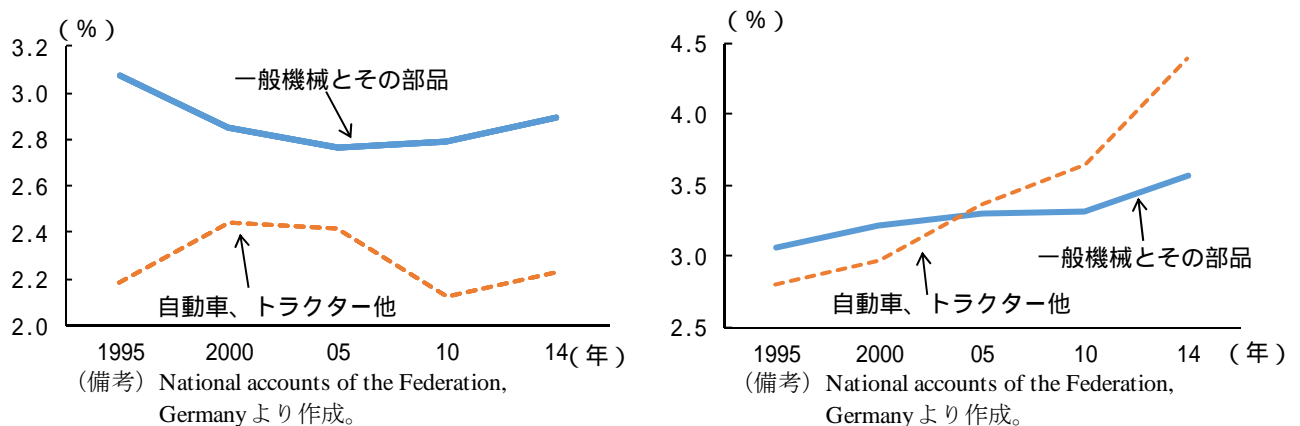 (%)
3.2
3.0
2.8
2.6
2.4
2.2
2.0
一般機械とその部品
自動車、トラクター他
1995 2000 05 10 14(年)
(備考) National accounts of the Federation,
Germanyより作成。
(%)
4.5
4.0
3.5
3.0
2.5
一般機械とその部品
自動車、トラクター他
1995 2000 05 10 14 (年)
(備考) National accounts of the Federation,
Germanyより作成。